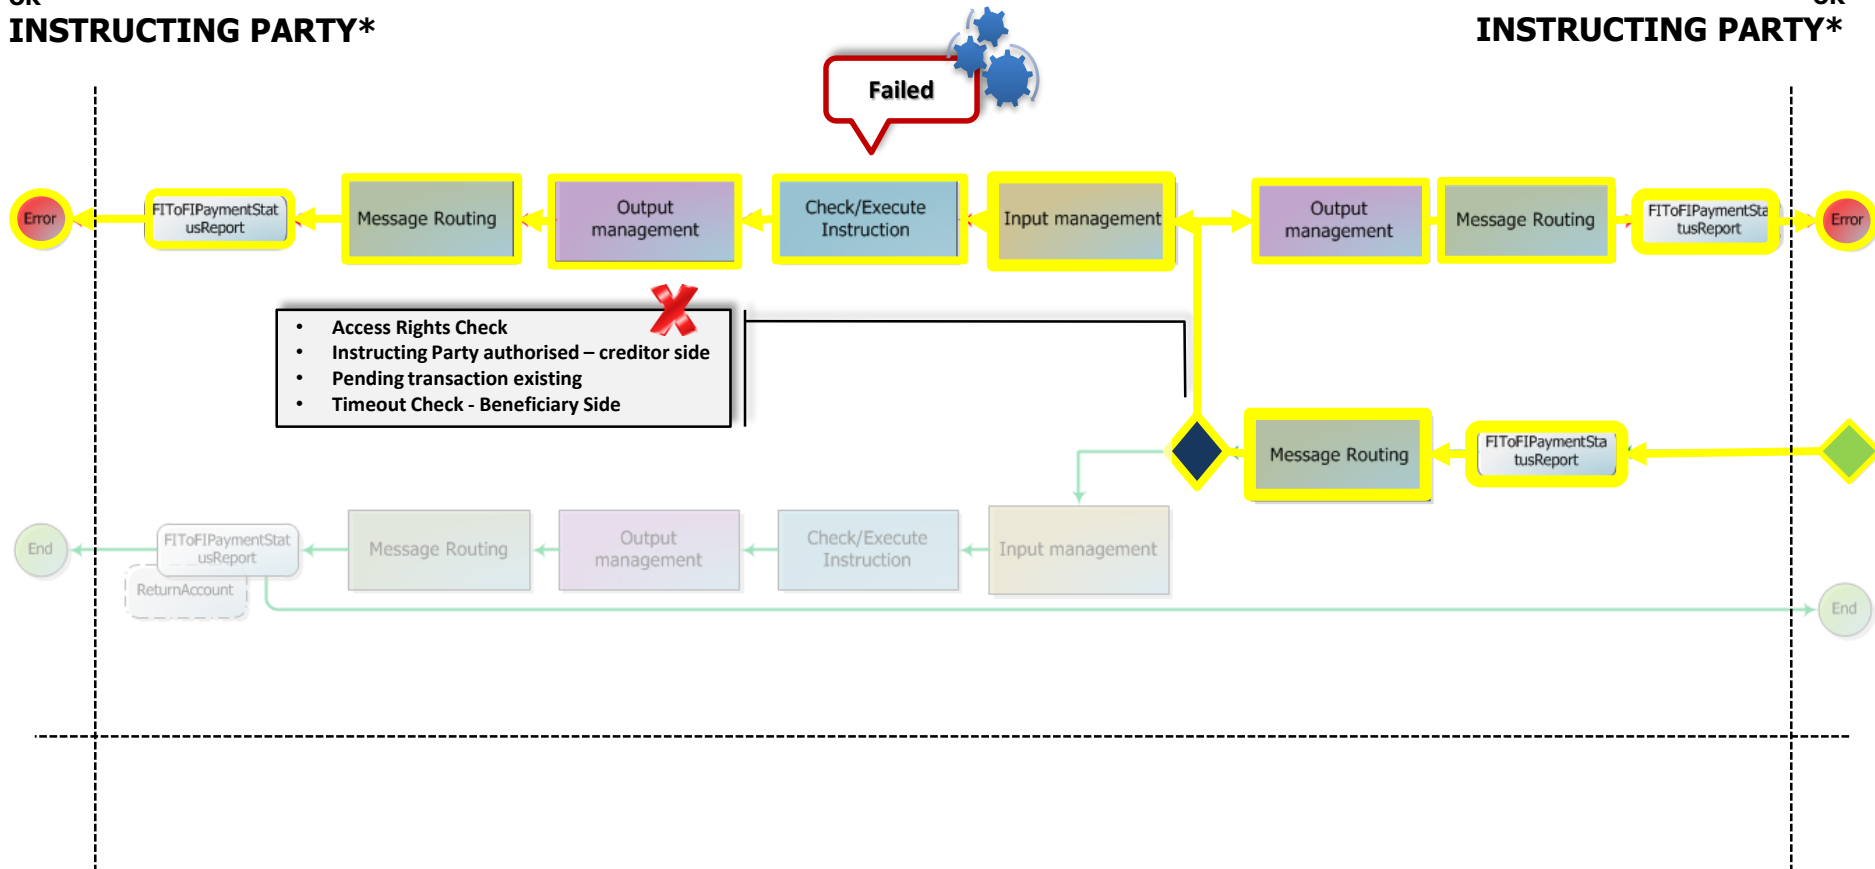 OR
OR
INSTRUCTING PARTY*
INSTRUCTING PARTY*
Failed
Error
FIToFIPaymentStat
usReport
Message Routing
Output
management
Check/Execute
Instruction
Input management
Output
management
Message Routing
FIToFIPaymentSta
tusReport
Error
• Access Rights Check
• Instructing Party authorised – creditor side
• Pending transaction existing
• Timeout Check - Beneficiary Side
Message Routing
FIToFIPaymentSta
tusReport
End
FIToFIPaymentStat
usReport
ReturnAccount
Message Routing
Output
management
Check/Execute
Instruction
Input management
End